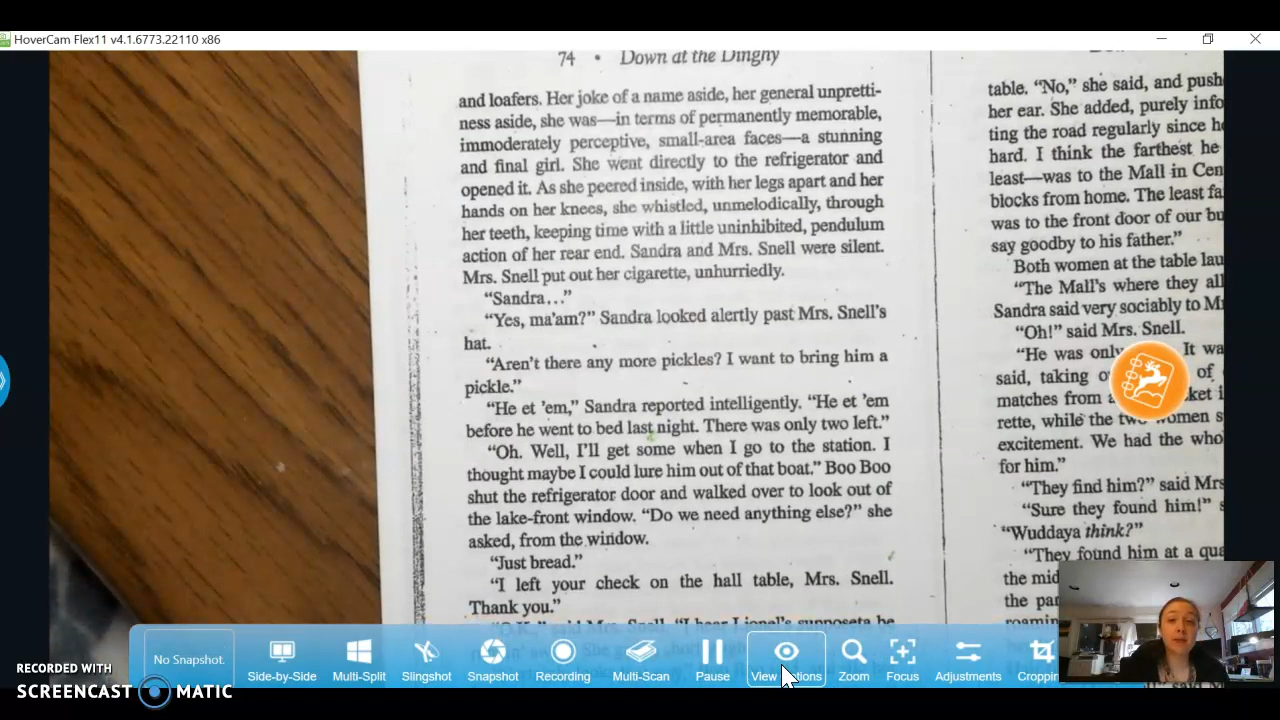 HoverCam Flex11 v4.1.6773.22110 x86
74 • Down at the Dinghy
and loafers. Her joke of a name aside, her general unpretti-
ness aside, she was—in terms of permanently memorable,
immoderately perceptive, small-area faces—a stunning
and final girl. She went directly to the refrigerator and
opened it. As she peered inside, with her legs apart and her
hands on her knees, she whistled, unmelodically, through
her teeth, keeping time with a little uninhibited, pendulum
action of her rear end. Sandra and Mrs. Snell were silent.
Mrs. Snell put out her cigarette, unhurriedly.
"Sandra..."
"Yes, ma'am?" Sandra looked alertly past Mrs. Snell's
hat.
"Aren't there any more pickles? I want to bring him a
pickle."
"He et 'em," Sandra reported intelligently. "He et 'em
before he went to bed last night. There was only two left."
"Oh. Well, I'll get some when I go to the station. I
thought maybe I could lure him out of that boat." Boo Boo
shut the refrigerator door and walked over to look out of
the lake-front window. "Do we need anything else?" she
asked, from the window.
"Just bread."
"I left your check on the hall table, Mrs. Snell.
Thank you."
"O.K.," said Mrs. Snell. "I hear Lionel's supposeta be
table. "No," she said, and push
her ear. She added, purely info
ting the road regularly since h
hard. I think the farthest he
least—was to the Mall in Cen
blocks from home. The least fa
was to the front door of our bu
say goodby to his father."
Both women at the table lau
"The Mall's where they all
Sandra said very sociably to M
"Oh!" said Mrs. Snell.
"He was only It wa
said, taking of
matches from ket i
rette, while the two women s
excitement. We had the who
for him."
"They find him?" said Mrs
"Sure they found him!" s
"Wuddaya think?"
"They found him at a qua
the mid
the par
roamin
No Snapshot.
Side-by-Side
Multi-Split
Slingshot
Snapshot
Recording
Multi-Scan
Pause
View tions
Zoom
Focus
Adjustments
Croppin
RECORDED WITH
SCREENCAST MATIC